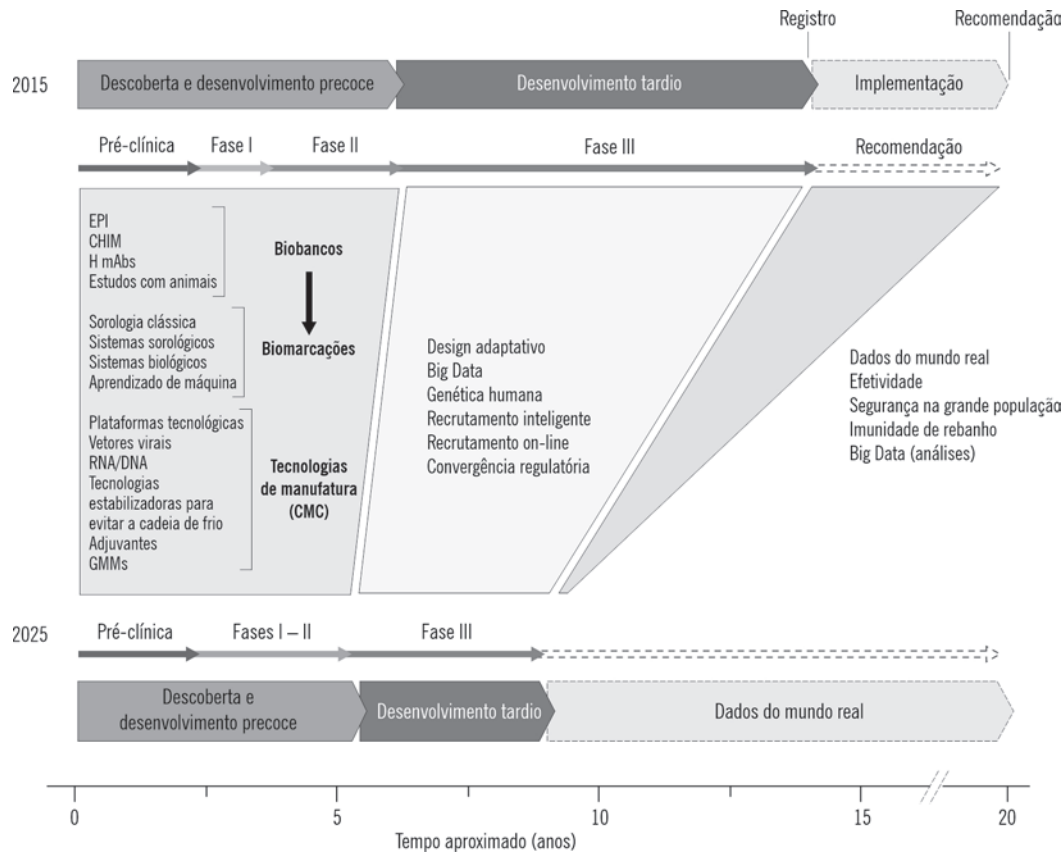 Registro
Recomendação
2015
Descoberta e desenvolvimento precoce
Desenvolvimento tardio
Implementação
Pré-clínica
Fase I
Fase II
Fase III
Recomendação
EPI
CHIM
H mAbs
Estudos com animais
Biobancos
Sorologia clássica
Sistemas sorológicos
Sistemas biológicos
Aprendizado de máquina
Biomarcações
Plataformas tecnológicas
Vetores virais
RNA/DNA
Tecnologias
estabilizadoras para
evitar a cadeia de frio
Adjuvantes
GMMs
Tecnologias
de manufatura
(CMC)
Design adaptativo
Big Data
Genética humana
Recrutamento inteligente
Recrutamento on-line
Convergência regulatória
Dados do mundo real
Efetividade
Segurança na grande população
Imunidade de rebanho
Big Data (análises)
2025
Pré-clínica
Fases I – II
Fase III
Descoberta e
desenvolvimento precoce
Desenvolvimento tardio
Dados do mundo real
0
5
10
15
20
Tempo aproximado (anos)